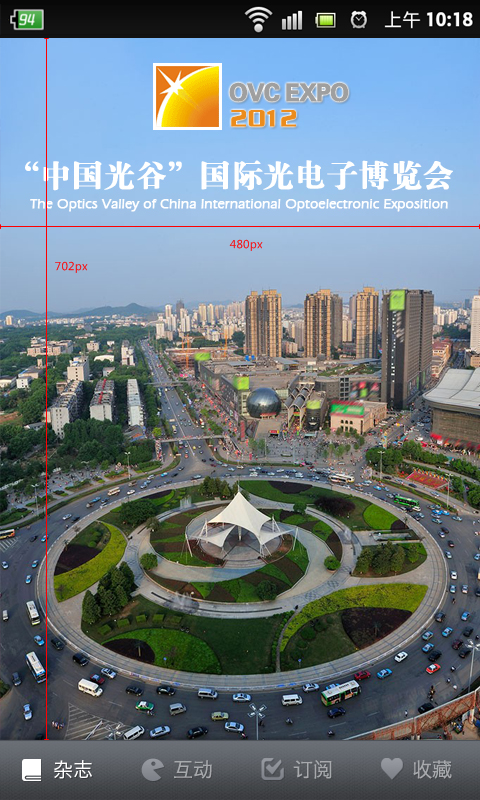 94
上午 10:18
OVC EXPO
2012
“中国光谷”国际光电子博览会
The Optics Valley of China International Optoelectronic Exposition
480px
702px
杂志 互动 订阅 收藏